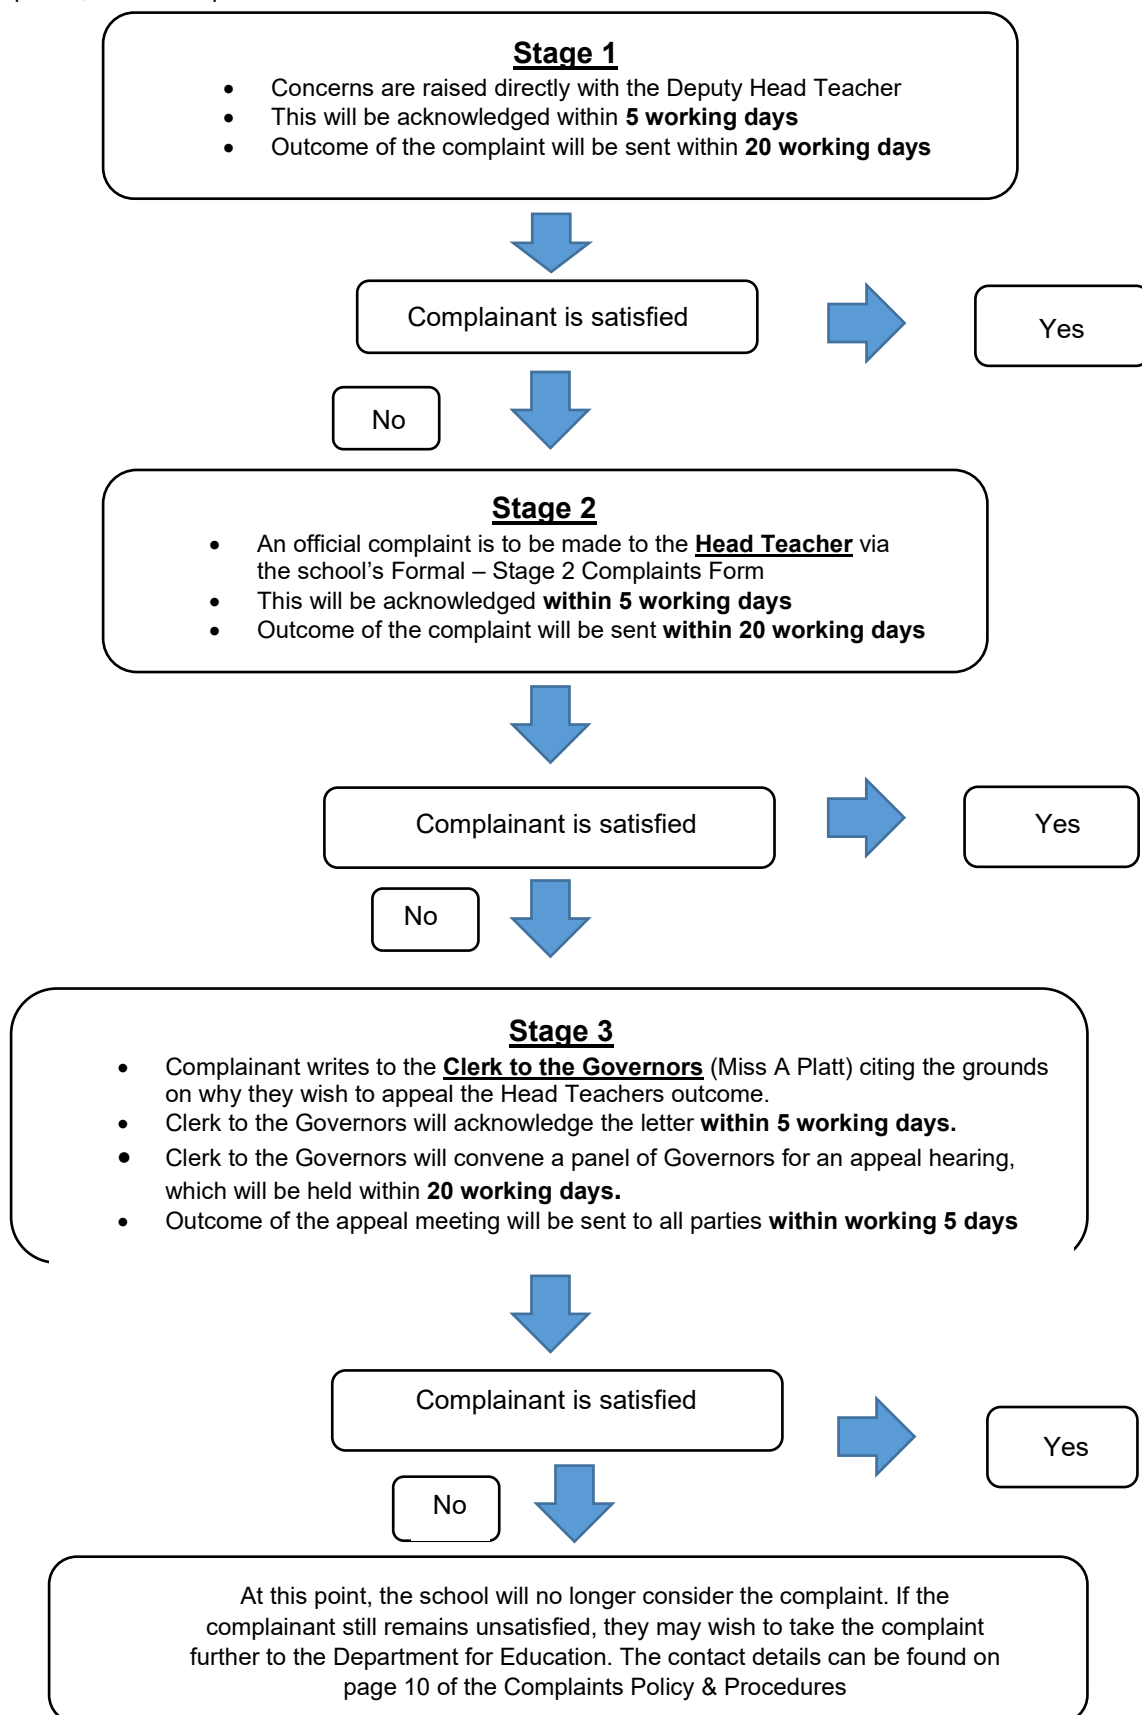 Stage 1
• Concerns are raised directly with the Deputy Head Teacher
• This will be acknowledged within 5 working days
• Outcome of the complaint will be sent within 20 working days
Complainant is satisfied
Yes
No
Stage 2
• An official complaint is to be made to the Head Teacher via
the school’s Formal – Stage 2 Complaints Form
• This will be acknowledged within 5 working days
• Outcome of the complaint will be sent within 20 working days
Complainant is satisfied
Yes
No
Stage 3
• Complainant writes to the Clerk to the Governors (Miss A Platt) citing the grounds
on why they wish to appeal the Head Teachers outcome.
• Clerk to the Governors will acknowledge the letter within 5 working days.
• Clerk to the Governors will convene a panel of Governors for an appeal hearing,
which will be held within 20 working days.
• Outcome of the appeal meeting will be sent to all parties within working 5 days
Complainant is satisfied
Yes
No
At this point, the school will no longer consider the complaint. If the
complainant still remains unsatisfied, they may wish to take the complaint
further to the Department for Education. The contact details can be found on
page 10 of the Complaints Policy & Procedures